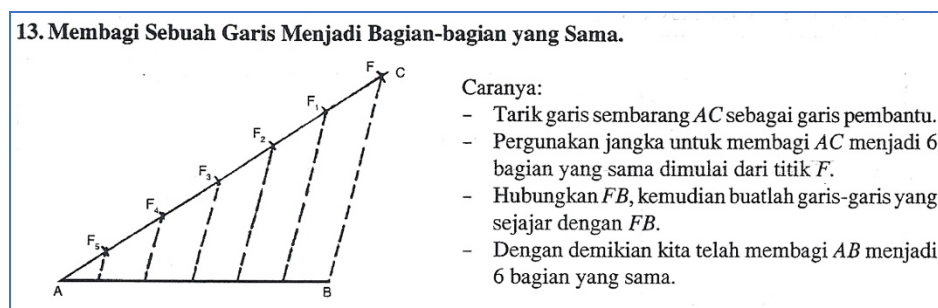 13. Membagi Sebuah Garis Menjadi Bagian-bagian yang Sama.
F
C
F₁
F₂
F₃
F₄
F₅
A
B
Caranya:
– Tarik garis sembarang AC sebagai garis pembantu.
– Pergunakan jangka untuk membagi AC menjadi 6
bagian yang sama dimulai dari titik F.
– Hubungkan FB, kemudian buatlah garis-garis yang
sejajar dengan FB.
– Dengan demikian kita telah membagi AB menjadi
6 bagian yang sama.